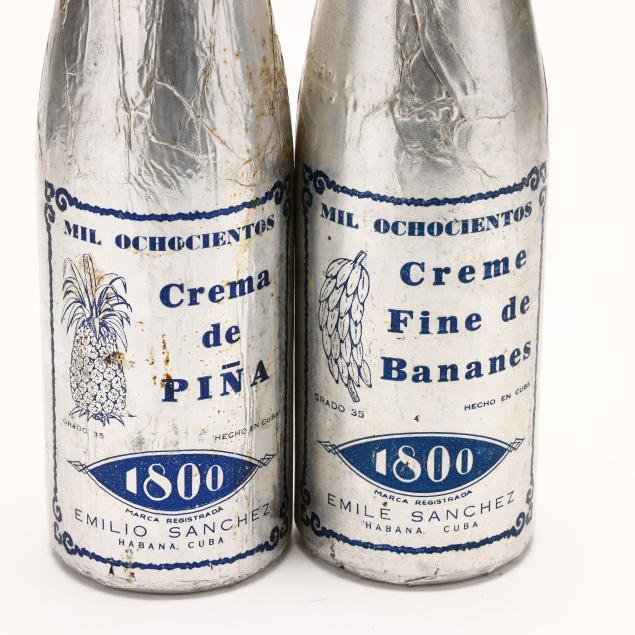 MIL OCHOCIENTOS
Crema
de
PIÑA
GRADO 35
HECHO EN CUBA
1800
MARCA REGISTRADA
EMILIO SANCHEZ
HABANA, CUBA
MIL OCHOCIENTOS
Creme
Fine de
Bananes
GRADO 35
HECHO EN CUBA
1800
MARCA REGISTRADA
EMILE SANCHEZ
HABANA, CUBA